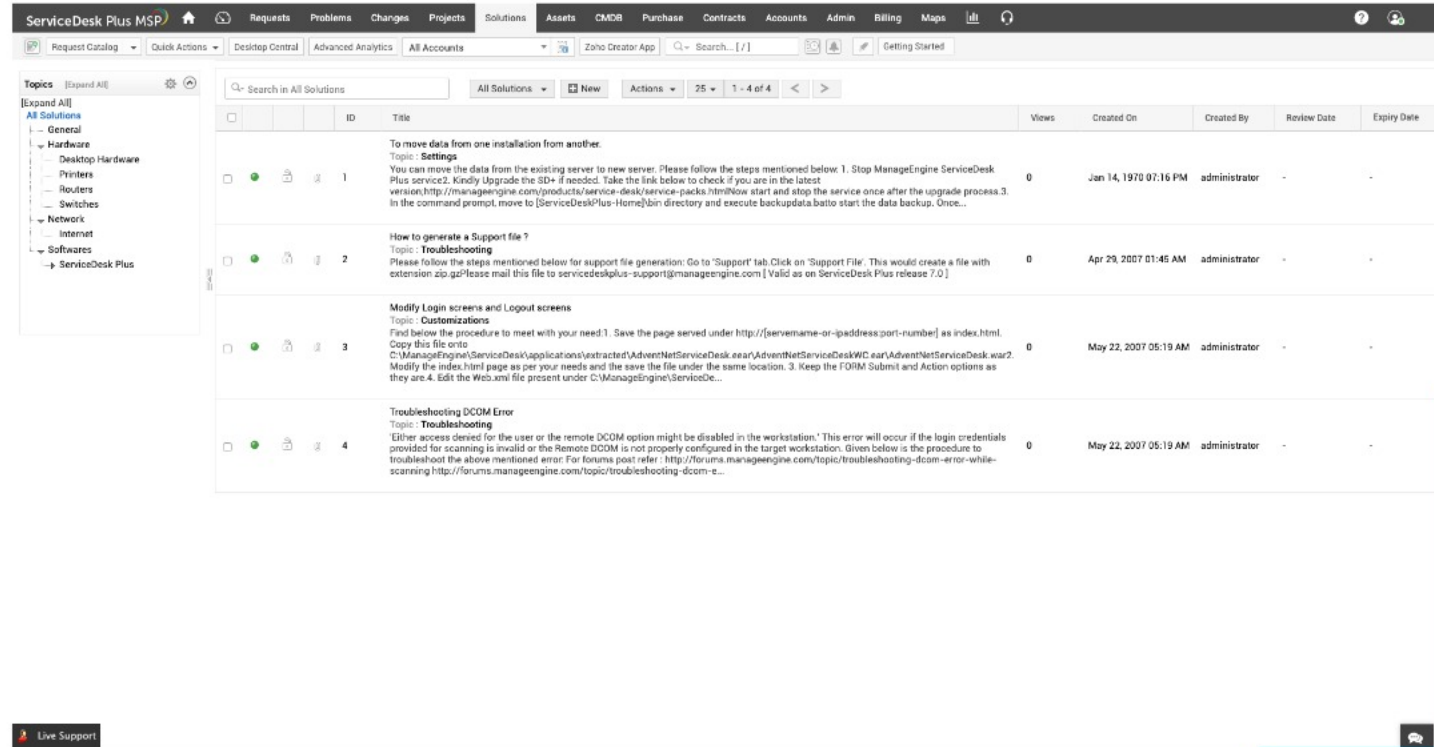 ServiceDesk Plus MSP Requests Problems Changes Projects Solutions Assets CMDB Purchase Contracts Accounts Admin Billing Maps
Request Catalog Quick Actions Desktop Central Advanced Analytics All Accounts Zoho Creator App Search... [ / ] Getting Started
Topics [Expand All]
[Expand All]
All Solutions
General
Hardware
Desktop Hardware
Printers
Routers
Switches
Network
Internet
Softwares
ServiceDesk Plus
Search in All Solutions All Solutions New Actions 25 1 - 4 of 4 < >
ID Title Views Created On Created By Review Date Expiry Date
To move data from one installation from another.
Topic : Settings
You can move the data from the existing server to new server. Please follow the steps mentioned below: 1. Stop ManageEngine ServiceDesk
Plus service2. Kindly Upgrade the SD+ if needed. Take the link below to check if you are in the latest
version;http://manageengine.com/products/service-desk/service-packs.htmlNow start and stop the service once after the upgrade process.3.
In the command prompt, move to [ServiceDeskPlus-Home]\bin directory and execute backupdata.batto start the data backup. Once...
1 0 Jan 14, 1970 07:16 PM administrator - -
How to generate a Support file ?
Topic : Troubleshooting
Please follow the steps mentioned below for support file generation: Go to 'Support' tab.Click on 'Support File'. This would create a file with
extension zip.gzPlease mail this file to servicedeskplus-support@manageengine.com [ Valid as on ServiceDesk Plus release 7.0 ]
2 0 Apr 29, 2007 01:45 AM administrator - -
Modify Login screens and Logout screens
Topic : Customizations
Find below the procedure to meet with your need:1. Save the page served under http://[servername-or-ipaddress:port-number] as index.html.
Copy this file onto
C:\ManageEngine\ServiceDesk\applications\extracted\AdventNetServiceDesk.eear\AdventNetServiceDeskWC.ear\AdventNetServiceDesk.war2.
Modify the index.html page as per your needs and the save the file under the same location. 3. Keep the FORM Submit and Action options as
they are.4. Edit the Web.xml file present under C:\ManageEngine\ServiceDe...
3 0 May 22, 2007 05:19 AM administrator - -
Troubleshooting DCOM Error
Topic : Troubleshooting
'Either access denied for the user or the remote DCOM option might be disabled in the workstation.' This error will occur if the login credentials
provided for scanning is invalid or the Remote DCOM is not properly configured in the target workstation. Given below is the procedure to
troubleshoot the above mentioned error: For forums post refer : http://forums.manageengine.com/topic/troubleshooting-dcom-error-while-
scanning http://forums.manageengine.com/topic/troubleshooting-dcom-e...
4 0 May 22, 2007 05:19 AM administrator - -
Live Support